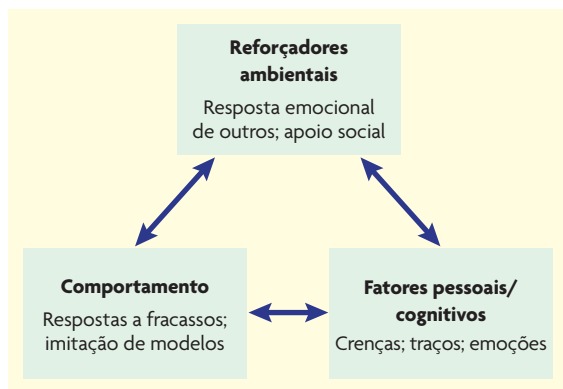 Reforçadores
ambientais
Resposta emocional
de outros; apoio social
Comportamento
Respostas a fracassos;
imitação de modelos
Fatores pessoais/
cognitivos
Crenças; traços; emoções